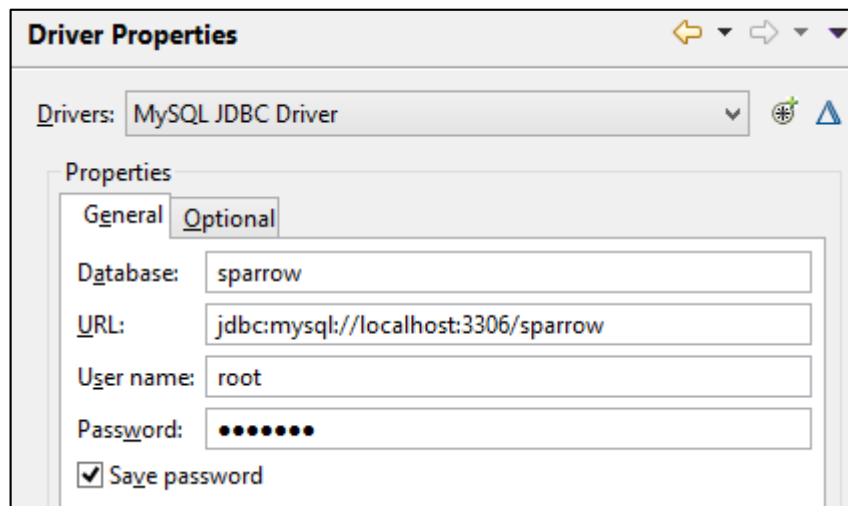 Driver Properties
Drivers: MySQL JDBC Driver
Properties
General Optional
Database: sparrow
URL: jdbc:mysql://localhost:3306/sparrow
User name: root
Password: ●●●●●●●
Save password